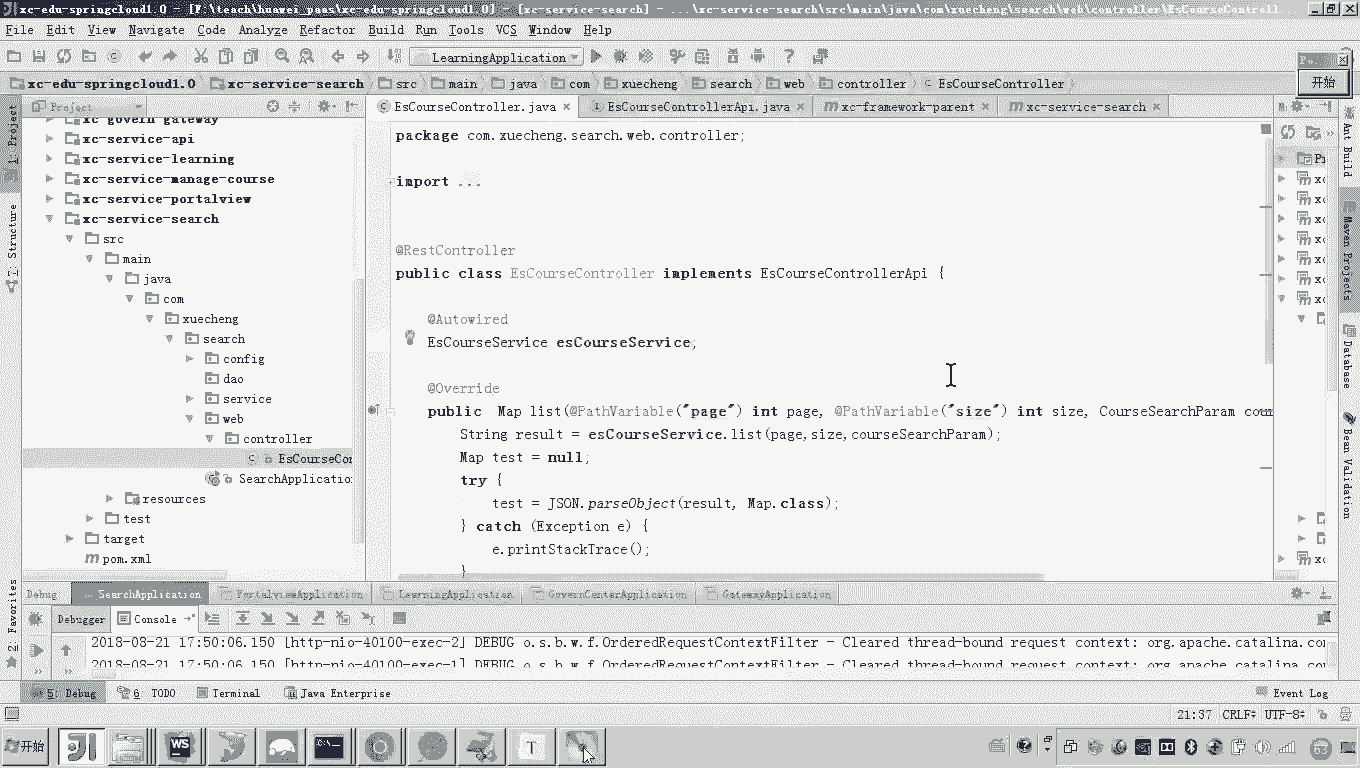 xc-edu-springcloud1.0 - [F:\teach\huawei_paas\xc-edu-springcloud1.0] - [xc-service-search] - ...\xc-service-search\src\main\java\com\xuecheng\search\web\controller\EsCourseControll...
File Edit View Navigate Code Analyze Refactor Build Run Tools VCS Window Help
LearningApplication
开始
xc-edu-springcloud1.0 xc-service-search src main java com xuecheng search web controller EsCourseController
Project
EsCourseController.java EsCourseControllerApi.java xc-framework-parent xc-service-search
xc-govern-gateway
xc-service-api
xc-service-learning
xc-service-manage-course
xc-service-portalview
xc-service-search
src
main
java
com
xuecheng
search
config
dao
service
web
controller
EsCourseCon
SearchApplication
resources
test
target
pom.xml
package com.xuecheng.search.web.controller;
import ...
@RestController
public class EsCourseController implements EsCourseControllerApi {
@Autowired
EsCourseService esCourseService;
@Override
public Map list(@PathVariable("page") int page, @PathVariable("size") int size, CourseSearchParam cou
String result = esCourseService.list(page,size,courseSearchParam);
Map test = null;
try {
test = JSON.parseObject(result, Map.class);
} catch (Exception e) {
e.printStackTrace();
}
1: Project
7: Structure
2: Favorites
Ant Build
Maven Projects
Database
Bean Validation
Debug SearchApplication PortalviewApplication LearningApplication GovernCenterApplication GatewayApplication
Debugger Console
2018-08-21 17:50:06.150 [http-nio-40100-exec-2] DEBUG o.s.b.w.f.OrderedRequestContextFilter - Cleared thread-bound request context: org.apache.catalina.con
2018-08-21 17:50:06.150 [http-nio-40100-exec-1] DEBUG o.s.b.w.f.OrderedRequestContextFilter - Cleared thread-bound request context: org.apache.catalina.con
5: Debug 6 TODO Terminal Java Enterprise Event Log
21:37 CRLF UTF-8
开始 WS T 63